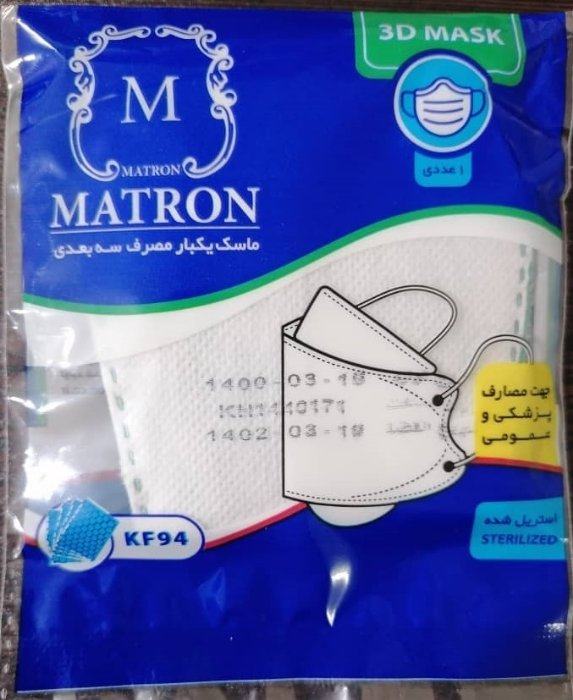 3D MASK
M
MATRON
MATRON
ماسک یکبار مصرف سه بعدی
۱ عددی
1400-03-19
KH1440171
1402-03-19
جهت مصارف
پزشکی و
عمومی
KF94
استریل شده
STERILIZED